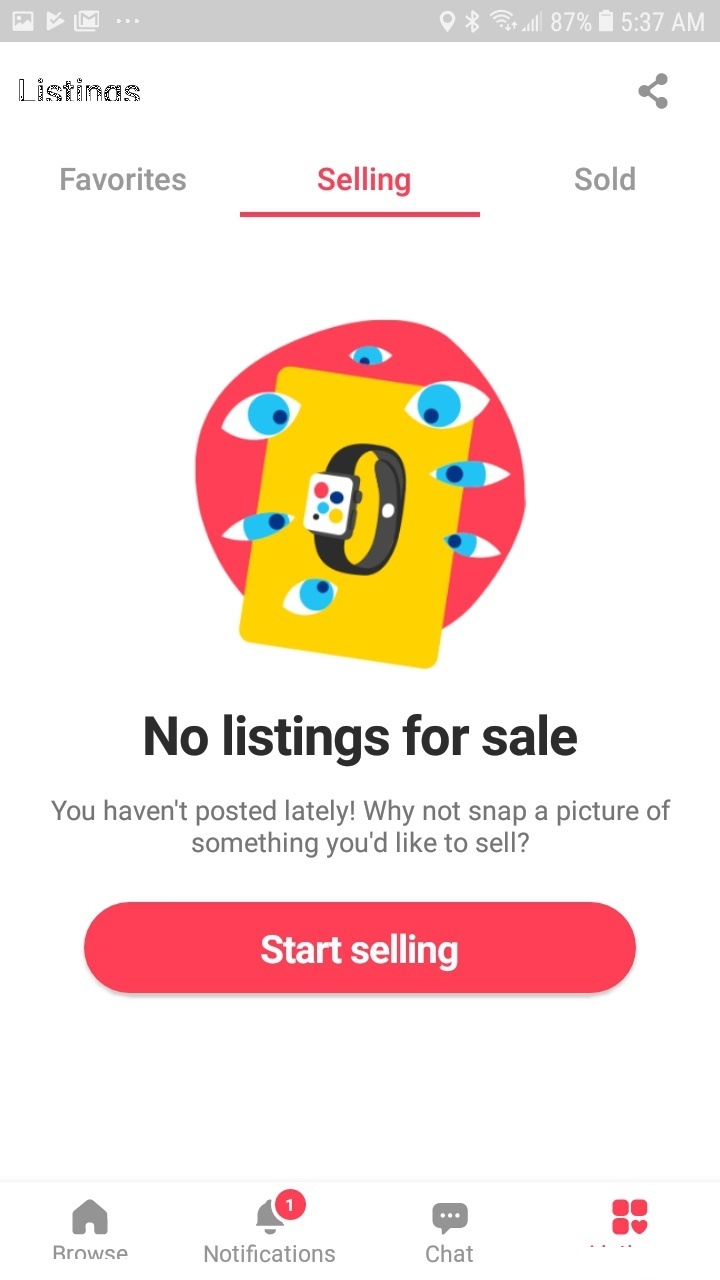 87% 5:37 AM
Listings
Favorites Selling Sold
No listings for sale
You haven't posted lately! Why not snap a picture of
something you'd like to sell?
Start selling
1
Browse Notifications Chat